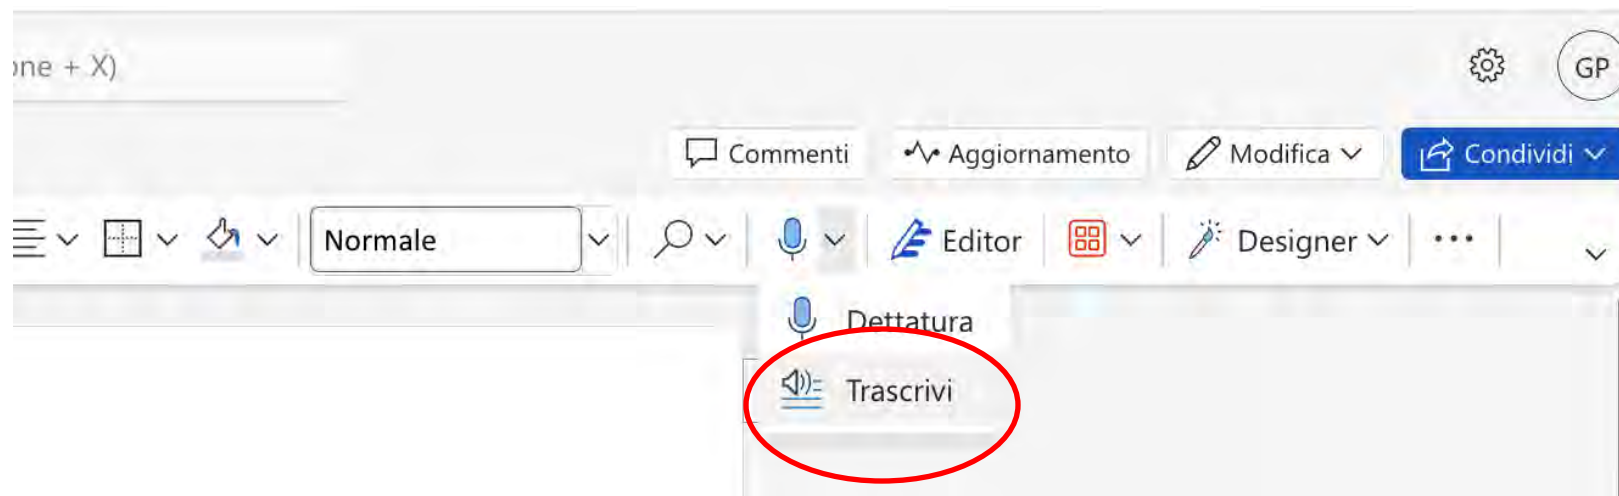 one + X)
GP
Commenti Aggiornamento Modifica Condividi
Normale Editor Designer
Dettatura
Trascrivi